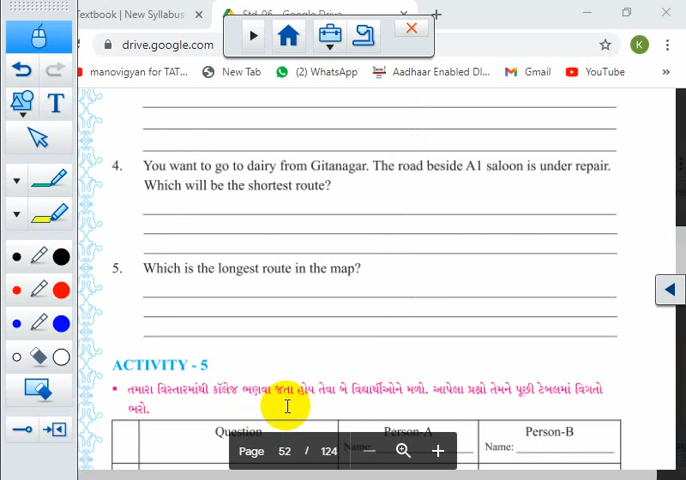 Textbook | New Syllabus
Std. 06 - Google Drive
drive.google.com
K
manovigyan for TAT...
New Tab
(2) WhatsApp
Aadhaar Enabled DI...
Gmail
YouTube
T
4. You want to go to dairy from Gitanagar. The road beside A1 saloon is under repair.
Which will be the shortest route?
5. Which is the longest route in the map?
ACTIVITY - 5
• તમારા વિસ્તારમાંથી કૉલેજ ભણવા જતા હોય તેવા બે વિદ્યાર્થીઓને મળો. આપેલા પ્રશ્નો તેમને પૂછી ટેબલમાં વિગતો
ભરો.
Question Person-A Person-B
Name: Name:
Page 52 / 124